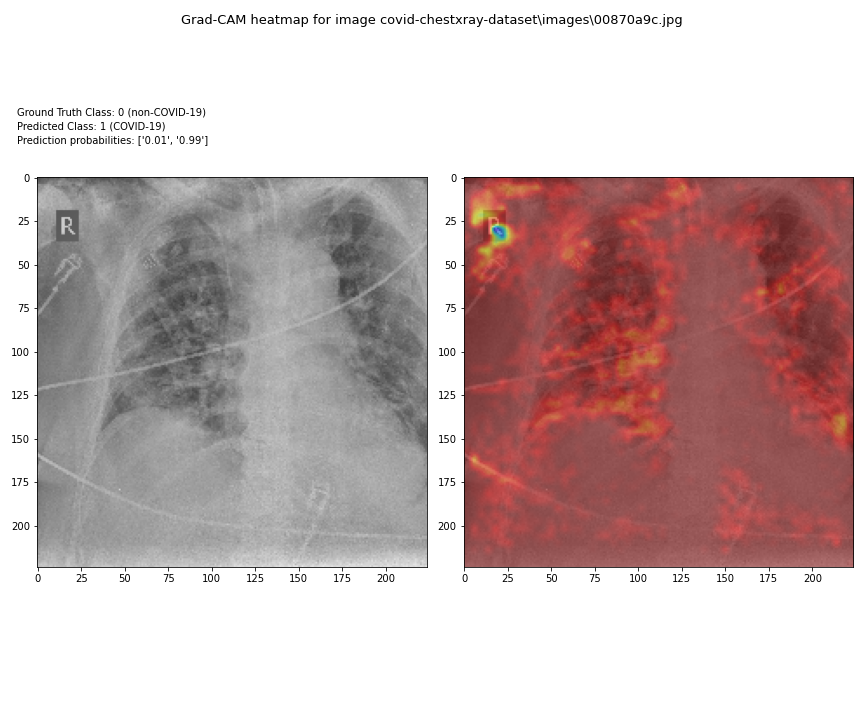 Grad-CAM heatmap for image covid-chestxray-dataset\images\00870a9c.jpg
Ground Truth Class: 0 (non-COVID-19)
Predicted Class: 1 (COVID-19)
Prediction probabilities: ['0.01', '0.99']
0
25
50
75
100
125
150
175
200
0 25 50 75 100 125 150 175 200
R
0
25
50
75
100
125
150
175
200
0 25 50 75 100 125 150 175 200
R